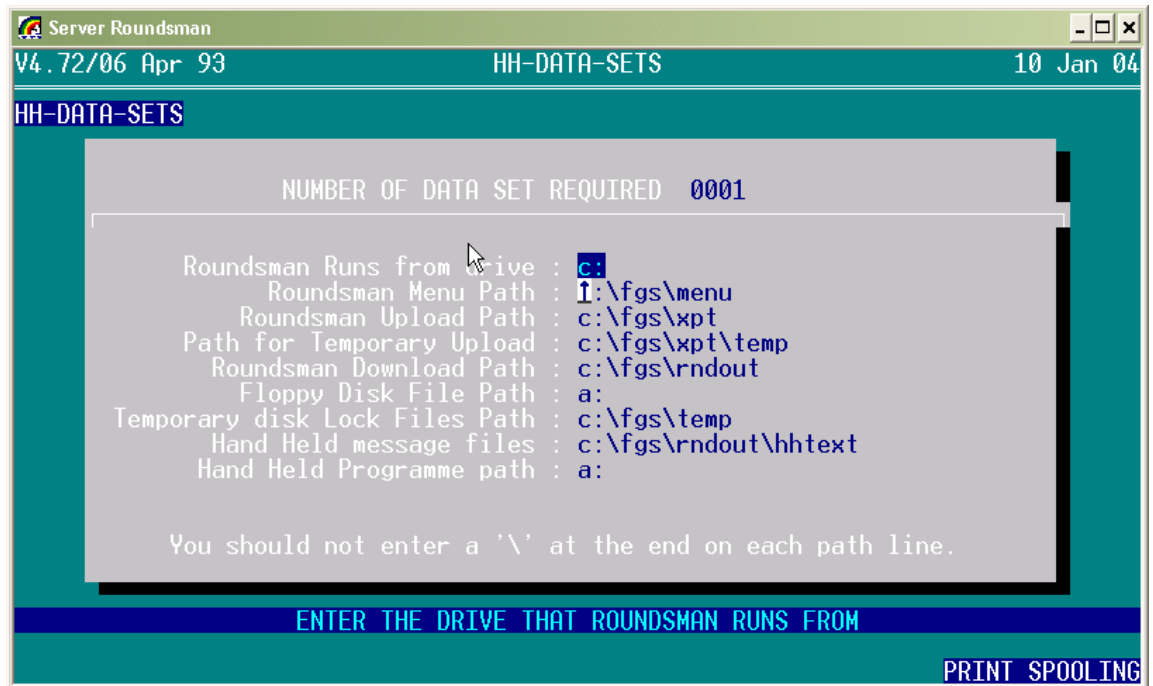 Server Roundsman
V4.72/06 Apr 93 HH-DATA-SETS 10 Jan 04
HH-DATA-SETS
NUMBER OF DATA SET REQUIRED 0001
Roundsman Runs from drive : c:
Roundsman Menu Path : :\fgs\menu
Roundsman Upload Path : c:\fgs\xpt
Path for Temporary Upload : c:\fgs\xpt\temp
Roundsman Download Path : c:\fgs\rndout
Floppy Disk File Path : a:
Temporary disk Lock Files Path : c:\fgs\temp
Hand Held message files : c:\fgs\rndout\hhtext
Hand Held Programme path : a:
You should not enter a '\' at the end on each path line.
ENTER THE DRIVE THAT ROUNDSMAN RUNS FROM
PRINT SPOOLING